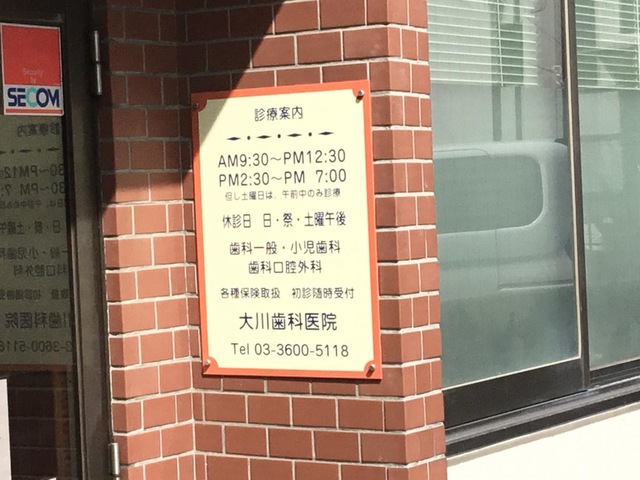 Security
by
SECOM
診療案内
AM9:30～PM12:30
PM2:30～PM 7:00
但し土曜日は、午前中のみ診療
休診日 日・祭・土曜午後
歯科一般・小児歯科
歯科口腔外科
各種保険取扱 初診随時受付
大川歯科医院
Tel 03-3600-5118